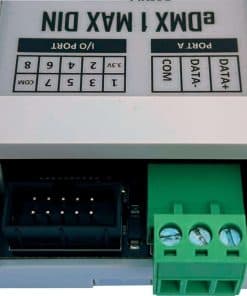 DATA+ DATA- COM
PORT A
1 3 5 7 COM
3.3V 2 4 6 8
I/O PORT
eDMX 1 MAX DIN